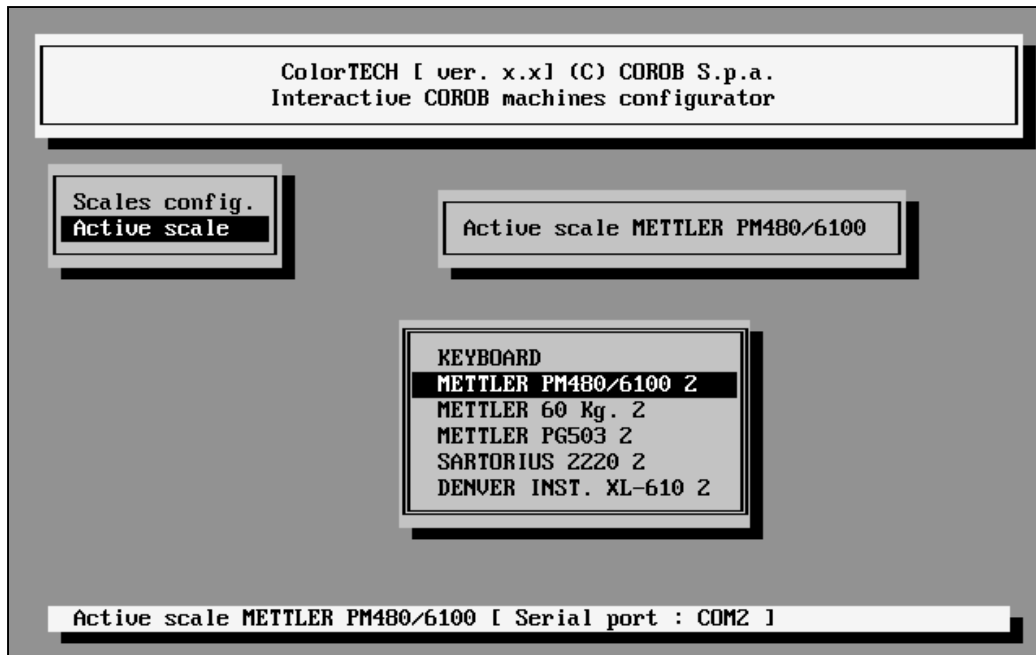 ColorTECH [ ver. x.x] (C) COROB S.p.a.
Interactive COROB machines configurator
Scales config.
Active scale
Active scale METTLER PM480/6100
KEYBOARD
METTLER PM480/6100 2
METTLER 60 Kg. 2
METTLER PG503 2
SARTORIUS 2220 2
DENVER INST. XL-610 2
Active scale METTLER PM480/6100 [ Serial port : COM2 ]